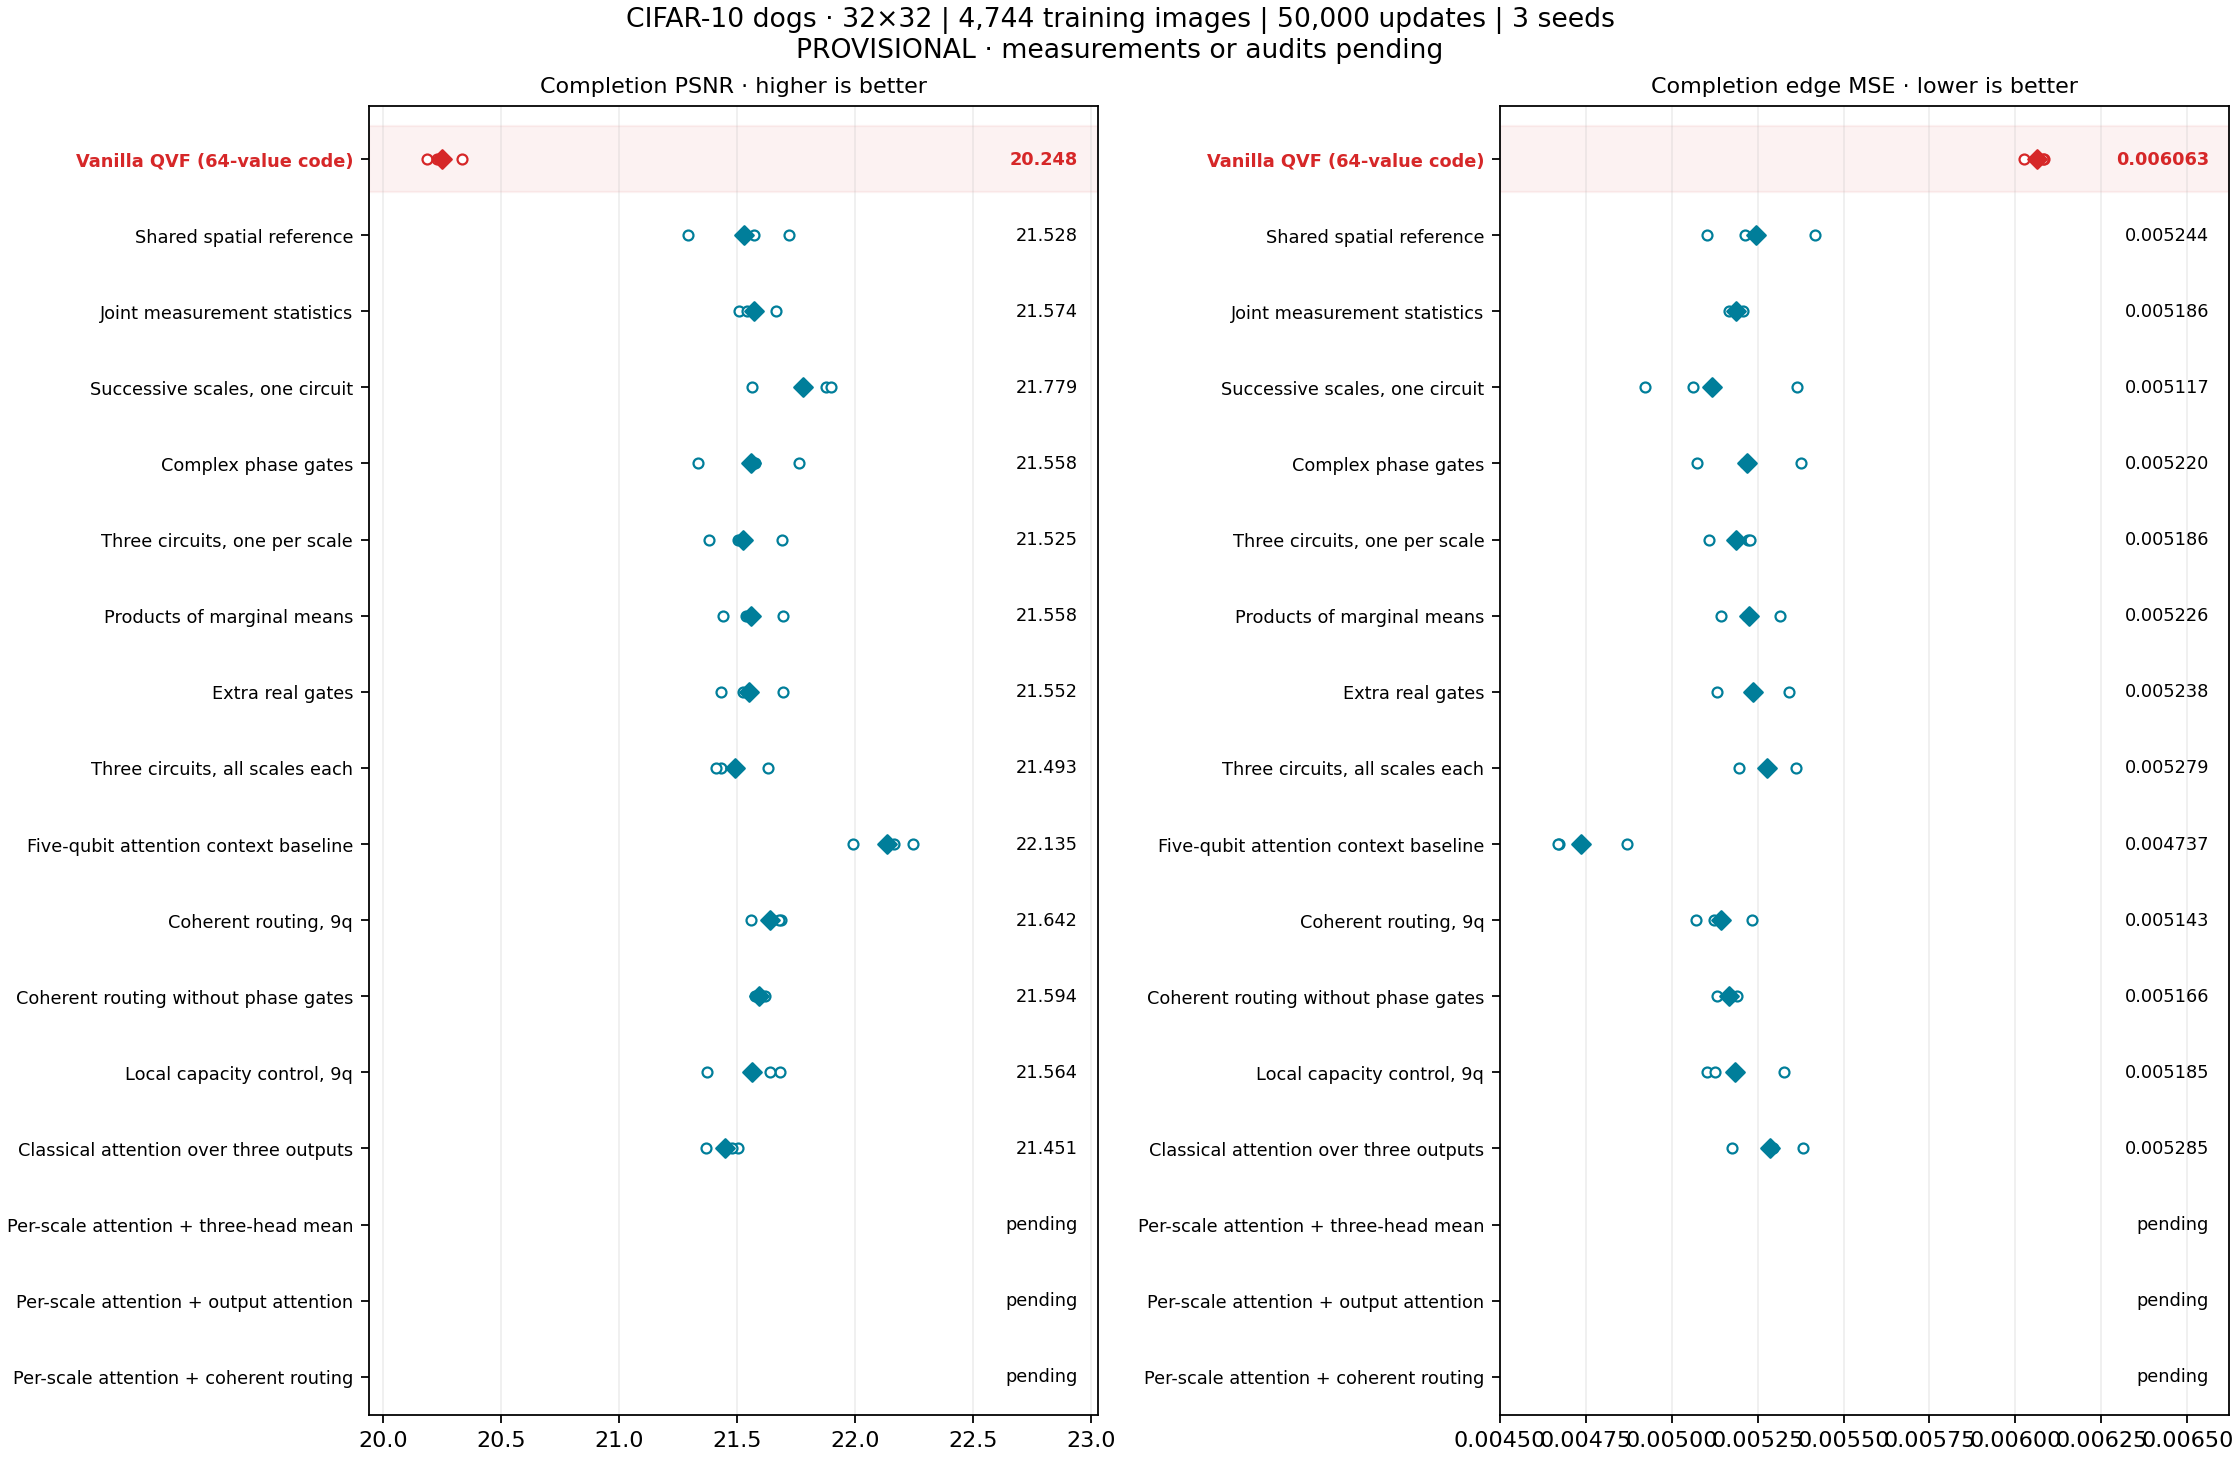 CIFAR-10 dogs · 32×32 | 4,744 training images | 50,000 updates | 3 seeds
PROVISIONAL · measurements or audits pending
Completion PSNR · higher is better
Vanilla QVF (64-value code) 20.248
Shared spatial reference 21.528
Joint measurement statistics 21.574
Successive scales, one circuit 21.779
Complex phase gates 21.558
Three circuits, one per scale 21.525
Products of marginal means 21.558
Extra real gates 21.552
Three circuits, all scales each 21.493
Five-qubit attention context baseline 22.135
Coherent routing, 9q 21.642
Coherent routing without phase gates 21.594
Local capacity control, 9q 21.564
Classical attention over three outputs 21.451
Per-scale attention + three-head mean pending
Per-scale attention + output attention pending
Per-scale attention + coherent routing pending
20.0 20.5 21.0 21.5 22.0 22.5 23.0
Completion edge MSE · lower is better
Vanilla QVF (64-value code) 0.006063
Shared spatial reference 0.005244
Joint measurement statistics 0.005186
Successive scales, one circuit 0.005117
Complex phase gates 0.005220
Three circuits, one per scale 0.005186
Products of marginal means 0.005226
Extra real gates 0.005238
Three circuits, all scales each 0.005279
Five-qubit attention context baseline 0.004737
Coherent routing, 9q 0.005143
Coherent routing without phase gates 0.005166
Local capacity control, 9q 0.005185
Classical attention over three outputs 0.005285
Per-scale attention + three-head mean pending
Per-scale attention + output attention pending
Per-scale attention + coherent routing pending
0.00450 0.00475 0.00500 0.00525 0.00550 0.00575 0.00600 0.00625 0.00650